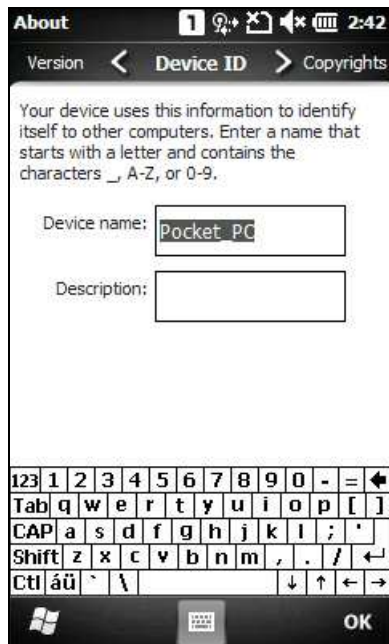 About 1 2:42
Version Device ID Copyrights
Your device uses this information to identify
itself to other computers. Enter a name that
starts with a letter and contains the
characters _, A-Z, or 0-9.
Device name: Pocket_PC
Description:
123 1 2 3 4 5 6 7 8 9 0 - = ←
Tab q w e r t y u i o p [ ]
CAP a s d f g h j k l ; '
Shift z x c v b n m , . / ↵
Ctl áü ` \ ↓ ↑ ← →
OK